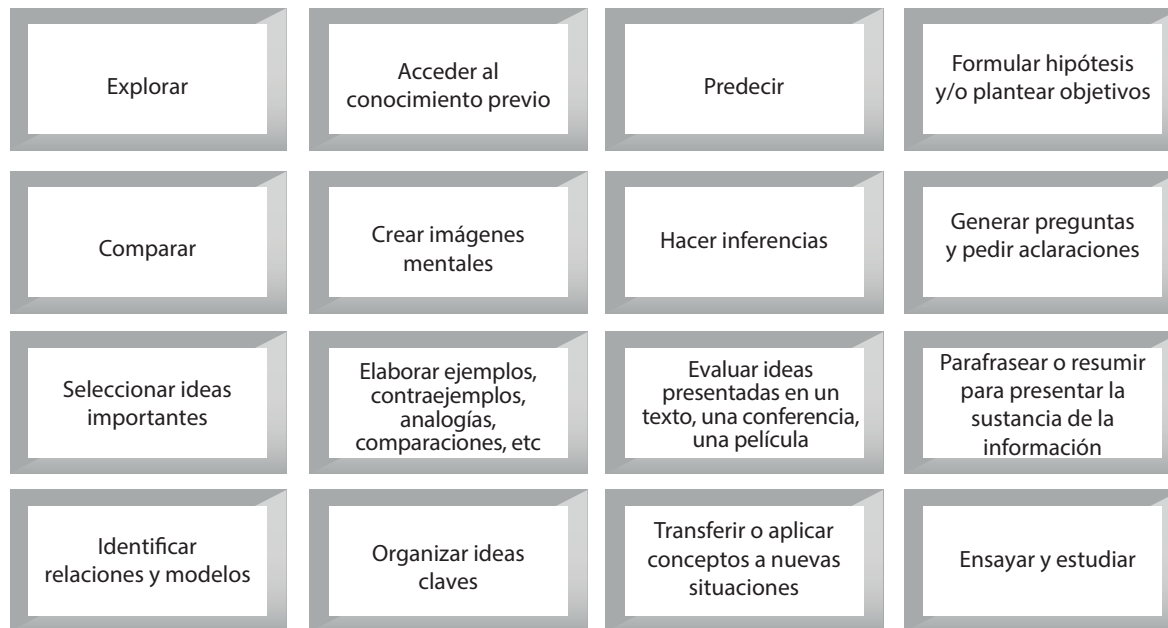 Explorar
Acceder al
conocimiento previo
Predecir
Formular hipótesis
y/o plantear objetivos
Comparar
Crear imágenes
mentales
Hacer inferencias
Generar preguntas
y pedir aclaraciones
Seleccionar ideas
importantes
Elaborar ejemplos,
contraejemplos,
analogías,
comparaciones, etc
Evaluar ideas
presentadas en un
texto, una conferencia,
una película
Parafrasear o resumir
para presentar la
sustancia de la
información
Identificar
relaciones y modelos
Organizar ideas
claves
Transferir o aplicar
conceptos a nuevas
situaciones
Ensayar y estudiar